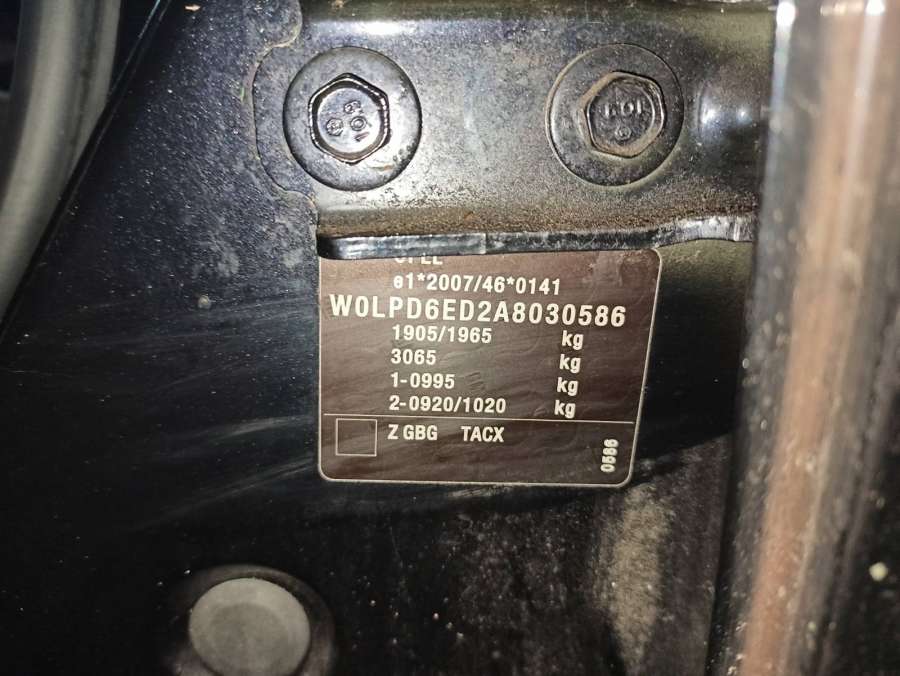 OPEL
e1*2007/46*0141
W0LPD6ED2A8030586
1905/1965 kg
3065 kg
1-0995 kg
2-0920/1020 kg
Z GBG TACX
0586